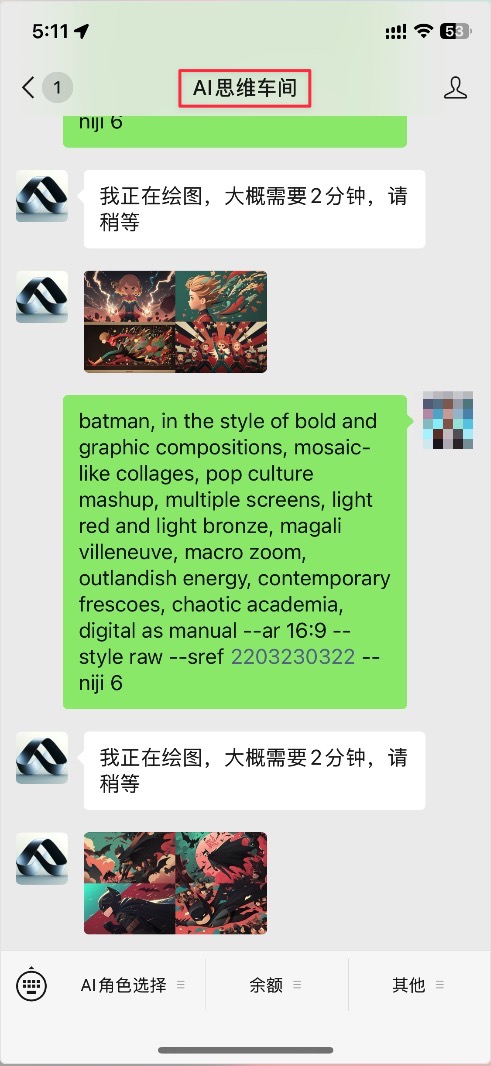 5:11
53
1
AI思维车间
niji 6
我正在绘图，大概需要2分钟，请
稍等
batman, in the style of bold and
graphic compositions, mosaic-
like collages, pop culture
mashup, multiple screens, light
red and light bronze, magali
villeneuve, macro zoom,
outlandish energy, contemporary
frescoes, chaotic academia,
digital as manual --ar 16:9 --
style raw --sref 2203230322 --
niji 6
我正在绘图，大概需要2分钟，请
稍等
AI角色选择
余额
其他